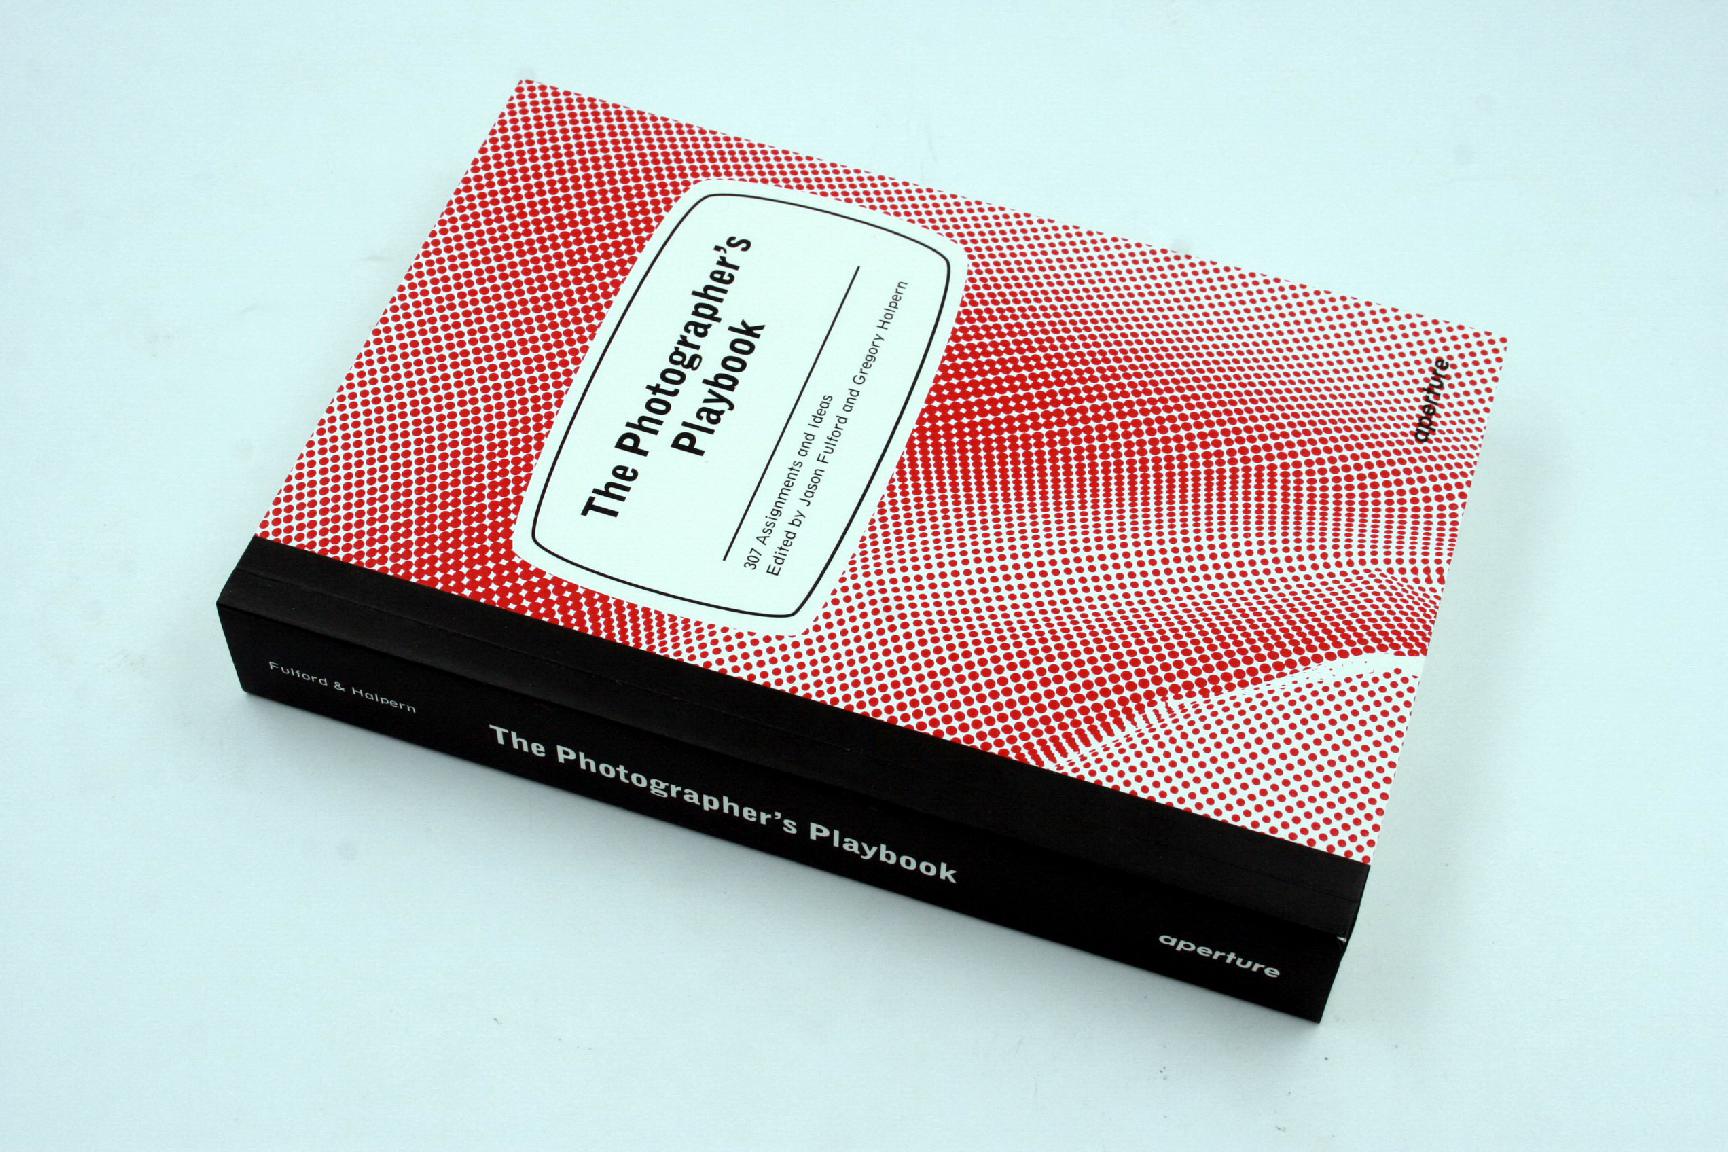 The Photographer's
Playbook
307 Assignments and Ideas
Edited by Jason Fulford and Gregory Halpern
aperture
Fulford & Halpern
The Photographer's Playbook
aperture